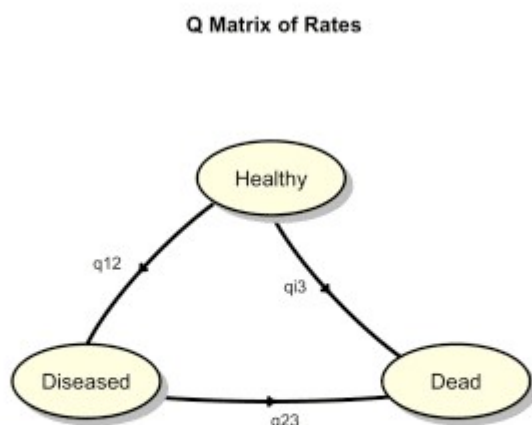 Q Matrix of Rates
Healthy
q12
qi3
Diseased
Dead
q23